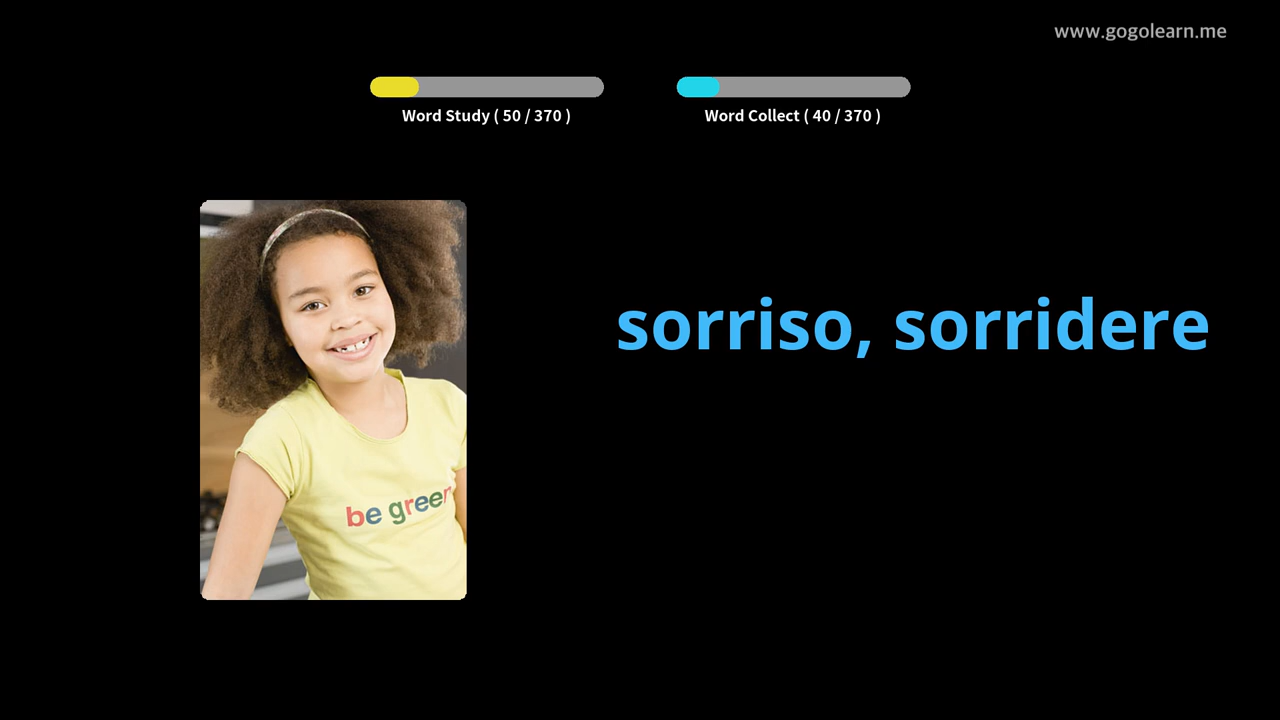 www.gogolearn.me
Word Study ( 50 / 370 )
Word Collect ( 40 / 370 )
sorriso, sorridere
be green